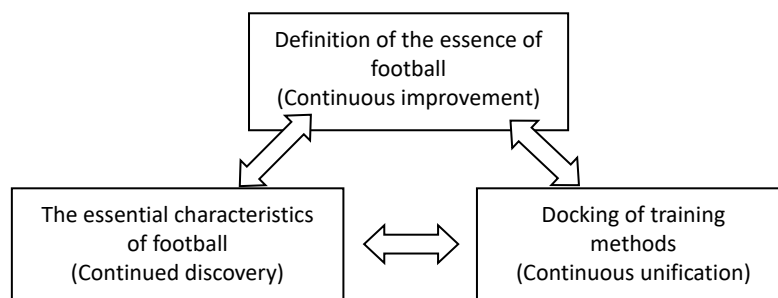 Definition of the essence of
football
(Continuous improvement)
The essential characteristics
of football
(Continued discovery)
Docking of training
methods
(Continuous unification)